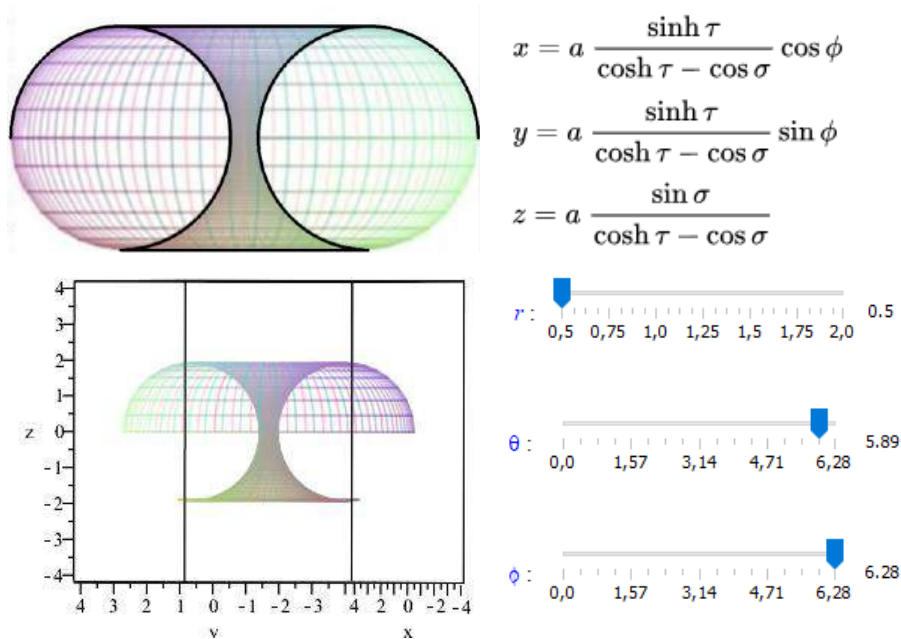 x = a sinh τ / (cosh τ − cos σ) cos ϕ
y = a sinh τ / (cosh τ − cos σ) sin ϕ
z = a sin σ / (cosh τ − cos σ)
4
3
2
1
z 0
-1
-2
-3
-4
4 3 2 1 0 -1 -2 -3 4 2 0 -2 -4
y x
r : 0.5
0,5 0,75 1,0 1,25 1,5 1,75 2,0
θ : 5.89
0,0 1,57 3,14 4,71 6,28
ϕ : 6.28
0,0 1,57 3,14 4,71 6,28